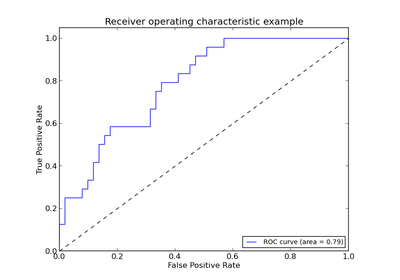 Receiver operating characteristic example
True Positive Rate
1.0
0.8
0.6
0.4
0.2
0.0
0.0 0.2 0.4 0.6 0.8 1.0
False Positive Rate
ROC curve (area = 0.79)